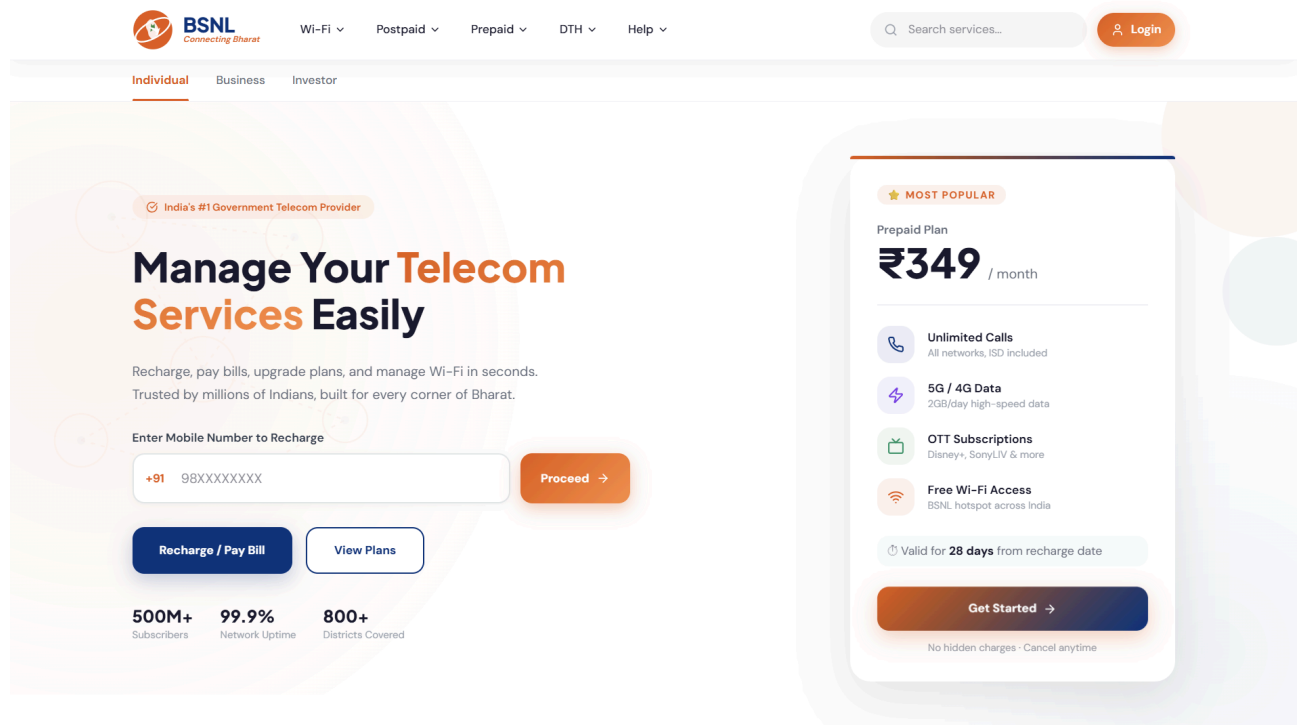 BSNL
Connecting Bharat
Wi-Fi
Postpaid
Prepaid
DTH
Help
Search services...
Login
Individual
Business
Investor
India's #1 Government Telecom Provider
Manage Your Telecom
Services Easily
Recharge, pay bills, upgrade plans, and manage Wi-Fi in seconds.
Trusted by millions of Indians, built for every corner of Bharat.
Enter Mobile Number to Recharge
+91 98XXXXXXXX
Proceed →
Recharge / Pay Bill
View Plans
500M+
Subscribers
99.9%
Network Uptime
800+
Districts Covered
⭐ MOST POPULAR
Prepaid Plan
₹349 / month
Unlimited Calls
All networks, ISD included
5G / 4G Data
2GB/day high-speed data
OTT Subscriptions
Disney+, SonyLIV & more
Free Wi-Fi Access
BSNL hotspot across India
⏱ Valid for 28 days from recharge date
Get Started →
No hidden charges · Cancel anytime